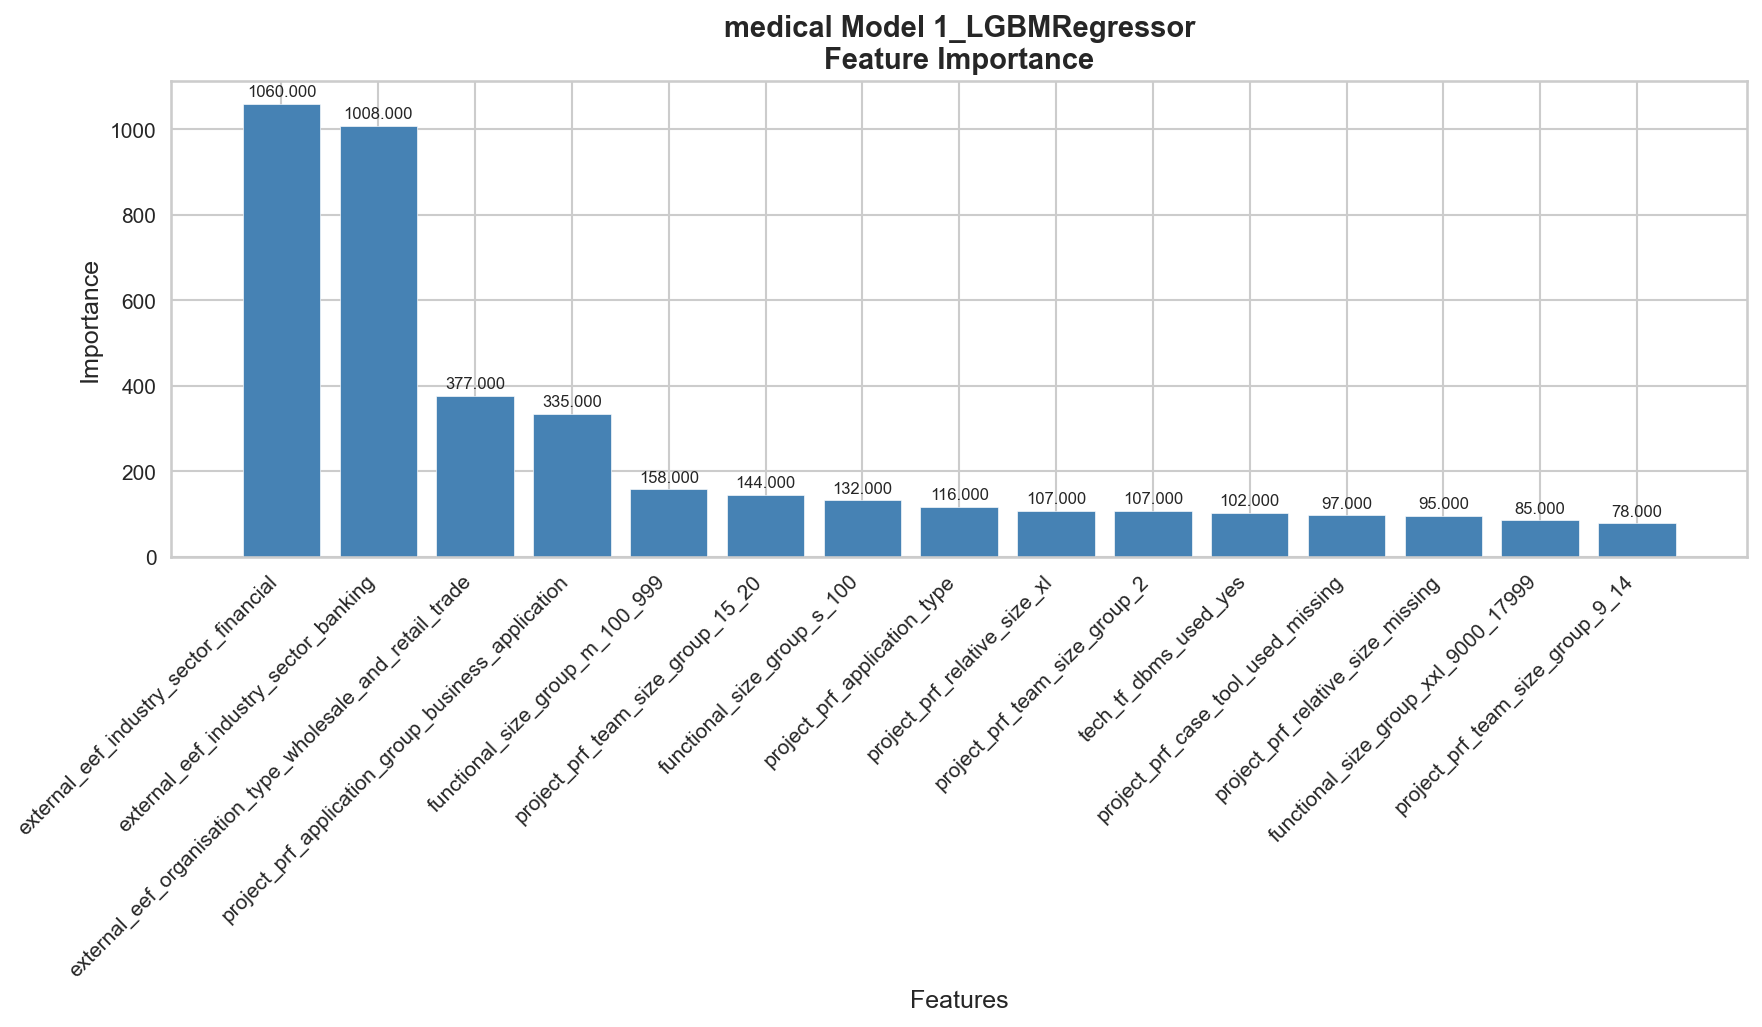 medical Model 1_LGBMRegressor
Feature Importance
Importance
1000
800
600
400
200
0
1060.000
1008.000
377.000
335.000
158.000
144.000
132.000
116.000
107.000
107.000
102.000
97.000
95.000
85.000
78.000
external_eef_industry_sector_financial
external_eef_industry_sector_banking
external_eef_organisation_type_wholesale_and_retail_trade
project_prf_application_group_business_application
functional_size_group_m_100_999
project_prf_team_size_group_15_20
functional_size_group_s_100
project_prf_application_type
project_prf_relative_size_xl
project_prf_team_size_group_2
tech_tf_dbms_used_yes
project_prf_case_tool_used_missing
project_prf_relative_size_missing
functional_size_group_xxl_9000_17999
project_prf_team_size_group_9_14
Features